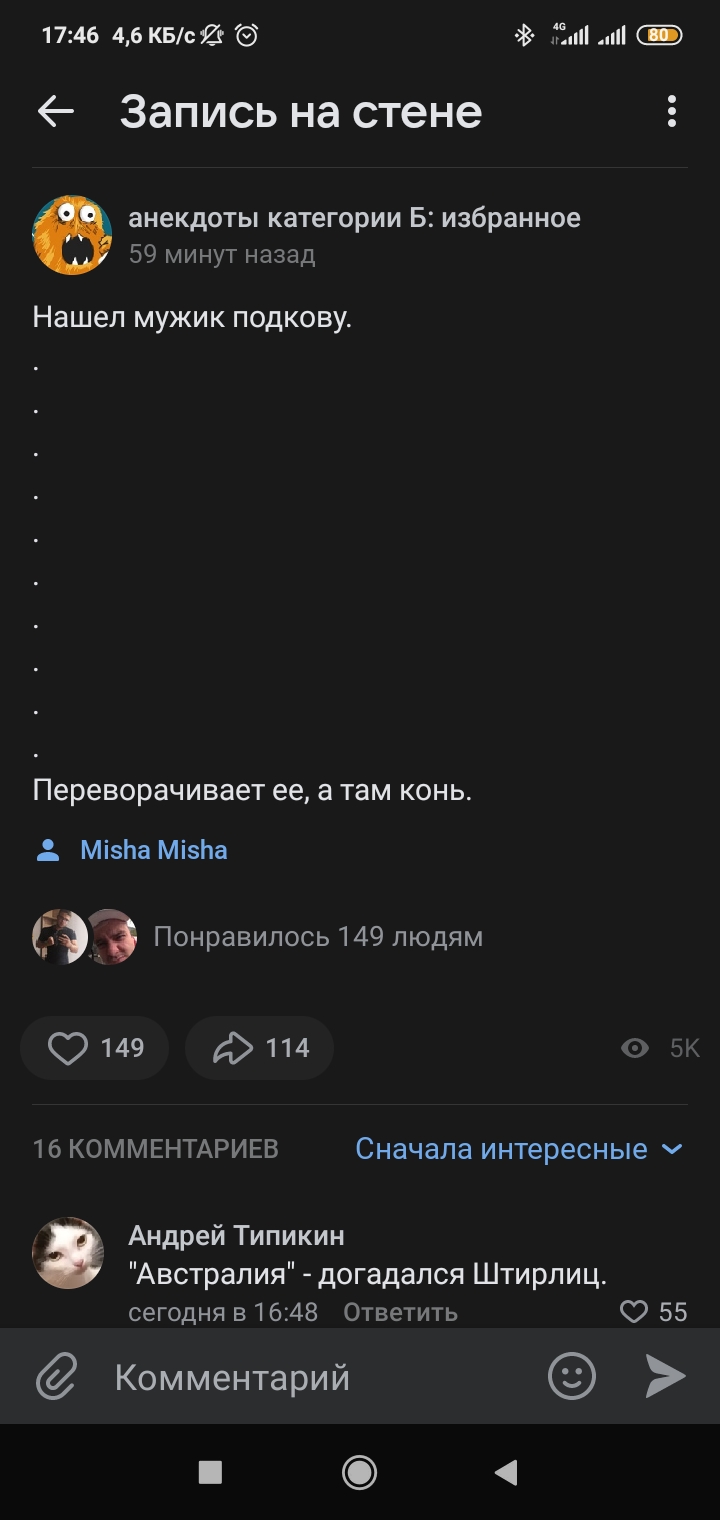 17:46 4,6 КБ/с 4G 80
Запись на стене
анекдоты категории Б: избранное
59 минут назад
Нашел мужик подкову.
.
.
.
.
.
.
.
.
.
.
Переворачивает ее, а там конь.
Misha Misha
Понравилось 149 людям
149 114 5K
16 КОММЕНТАРИЕВ Сначала интересные
Андрей Типикин
"Австралия" - догадался Штирлиц.
сегодня в 16:48 Ответить 55
Комментарий